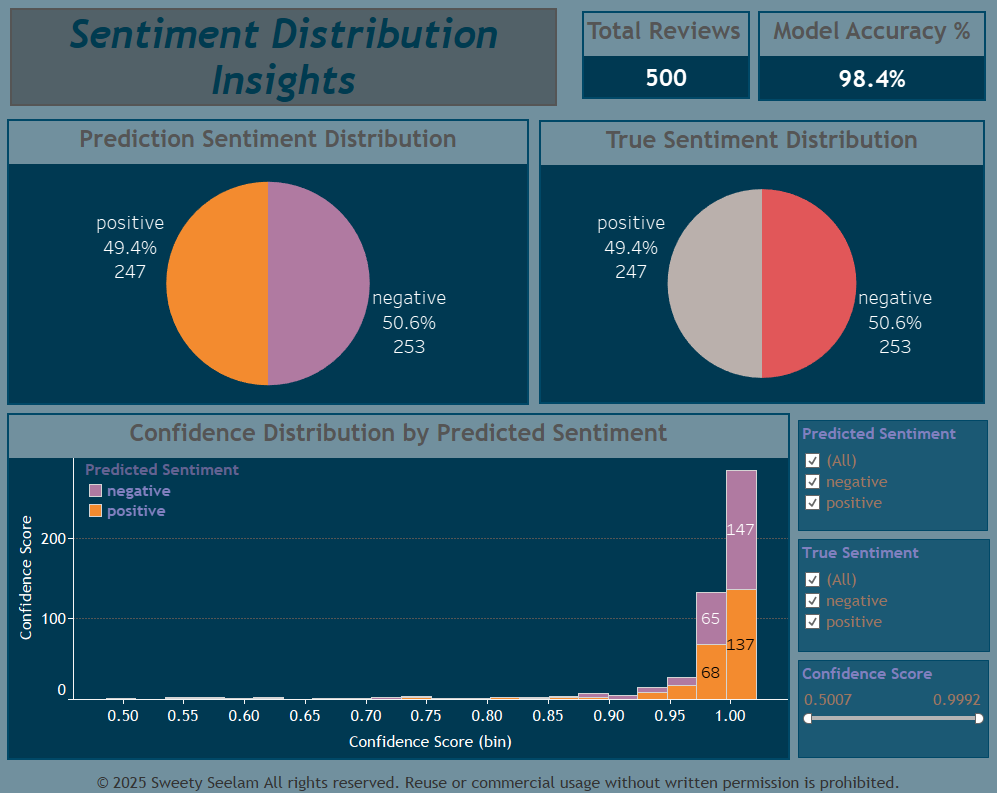 Sentiment Distribution
Insights
Total Reviews
500
Model Accuracy %
98.4%
Prediction Sentiment Distribution
positive
49.4%
247
negative
50.6%
253
True Sentiment Distribution
positive
49.4%
247
negative
50.6%
253
Confidence Distribution by Predicted Sentiment
Predicted Sentiment
negative
positive
Confidence Score
200
100
0
147
137
65
68
0.50 0.55 0.60 0.65 0.70 0.75 0.80 0.85 0.90 0.95 1.00
Confidence Score (bin)
Predicted Sentiment
(All)
negative
positive
True Sentiment
(All)
negative
positive
Confidence Score
0.5007 0.9992
© 2025 Sweety Seelam All rights reserved. Reuse or commercial usage without written permission is prohibited.